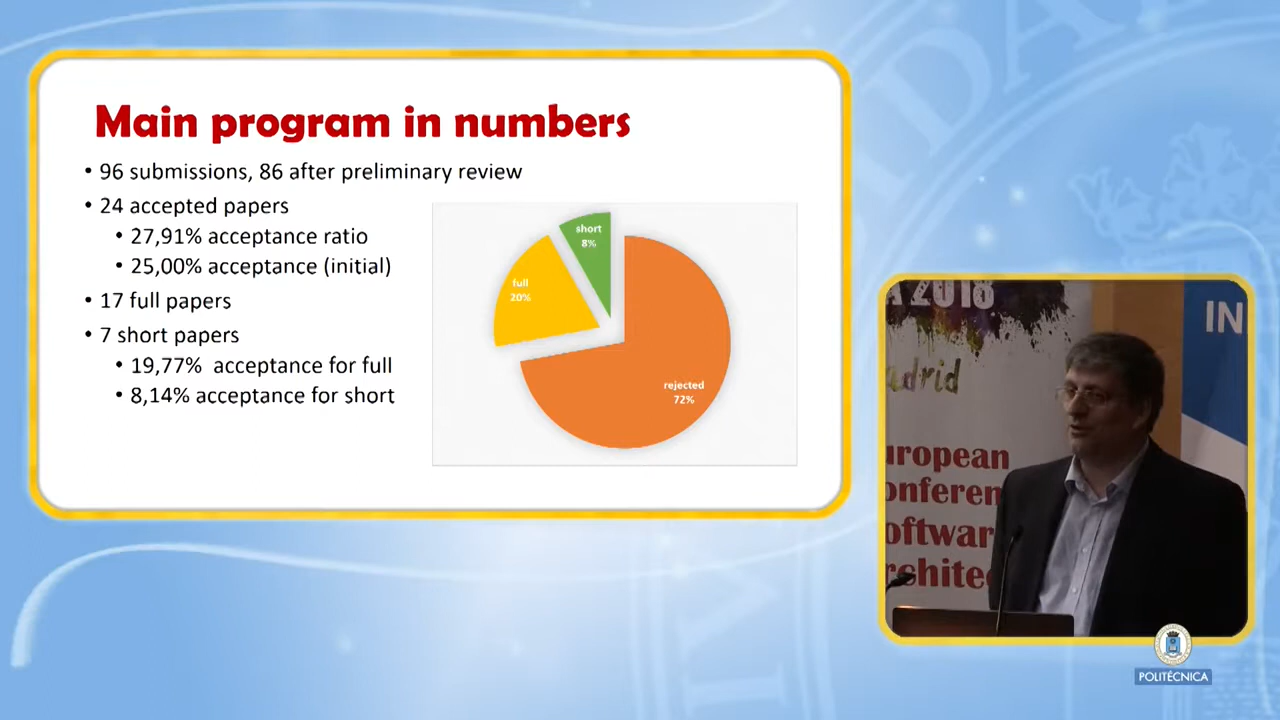 Main program in numbers
• 96 submissions, 86 after preliminary review
• 24 accepted papers
• 27,91% acceptance ratio
• 25,00% acceptance (initial)
• 17 full papers
• 7 short papers
• 19,77% acceptance for full
• 8,14% acceptance for short
short
8%
full
20%
rejected
72%
A 2018
adrid
uropean
onferen
oftwar
rchite
IN
POLITÉCNICA